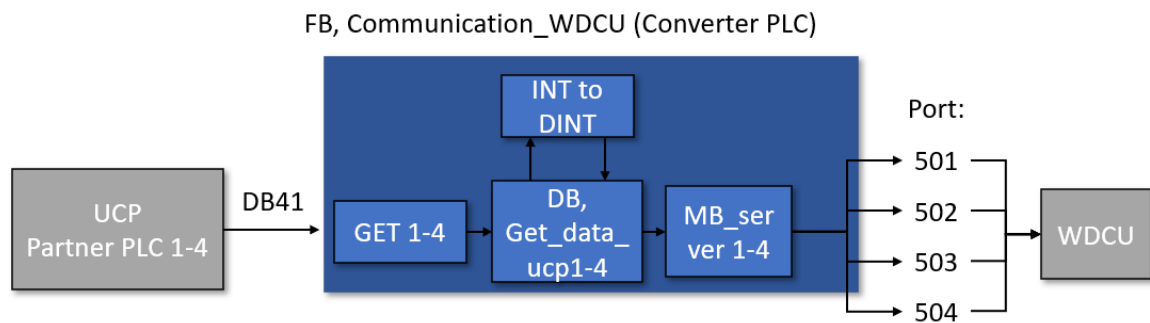 FB, Communication_WDCU (Converter PLC)
INT to
DINT
Port:
UCP
Partner PLC 1-4
DB41
GET 1-4
DB,
Get_data_
ucp1-4
MB_ser
ver 1-4
501
502
503
504
WDCU